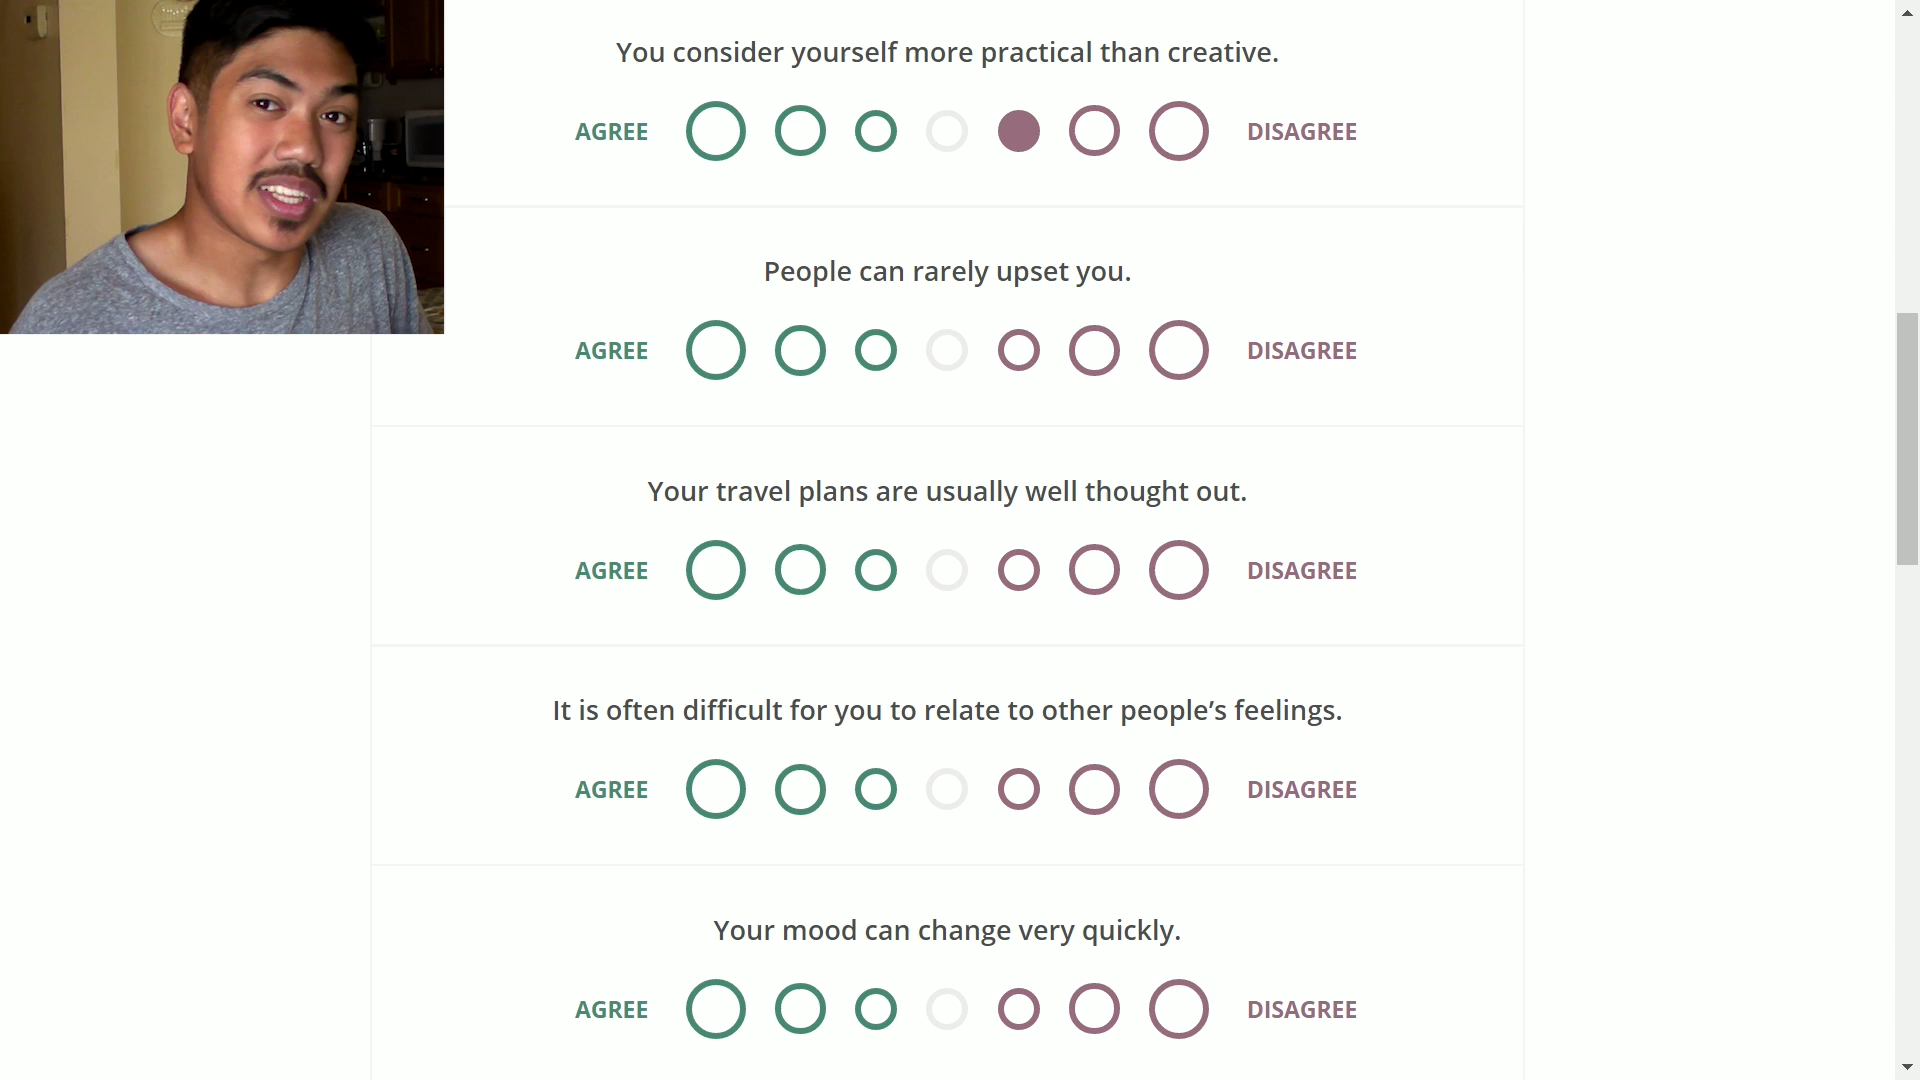 You consider yourself more practical than creative.
AGREE DISAGREE
People can rarely upset you.
AGREE DISAGREE
Your travel plans are usually well thought out.
AGREE DISAGREE
It is often difficult for you to relate to other people’s feelings.
AGREE DISAGREE
Your mood can change very quickly.
AGREE DISAGREE